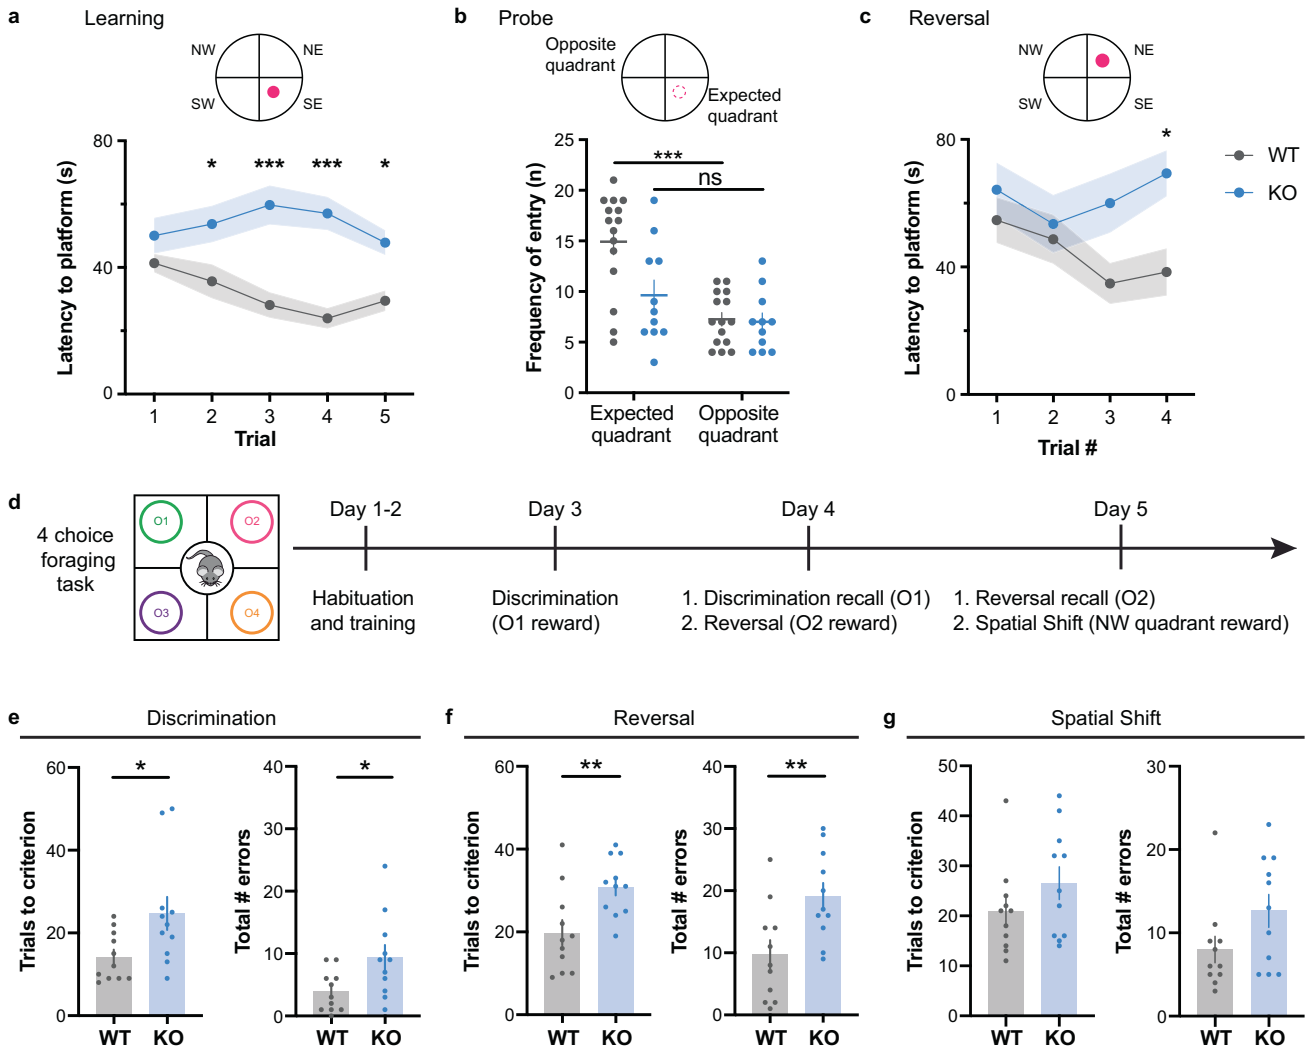 a Learning
NW NE
SW SE
80
40
0
Latency to platform (s)
* *** *** *
1 2 3 4 5
Trial
b Probe
Opposite
quadrant
Expected
quadrant
25
20
15
10
5
0
Frequency of entry (n)
***
ns
Expected
quadrant
Opposite
quadrant
c Reversal
NW NE
SW SE
80
40
0
Latency to platform (s)
*
1 2 3 4
Trial #
WT
KO
d
4 choice
foraging
task
O1 O2
O3 O4
Day 1-2
Habituation
and training
Day 3
Discrimination
(O1 reward)
Day 4
1. Discrimination recall (O1)
2. Reversal (O2 reward)
Day 5
1. Reversal recall (O2)
2. Spatial Shift (NW quadrant reward)
e Discrimination
60
40
20
0
Trials to criterion
*
WT KO
40
30
20
10
0
Total # errors
*
WT KO
f Reversal
60
40
20
0
Trials to criterion
**
WT KO
40
30
20
10
0
Total # errors
**
WT KO
g Spatial Shift
50
40
30
20
10
0
Trials to criterion
WT KO
30
20
10
0
Total # errors
WT KO